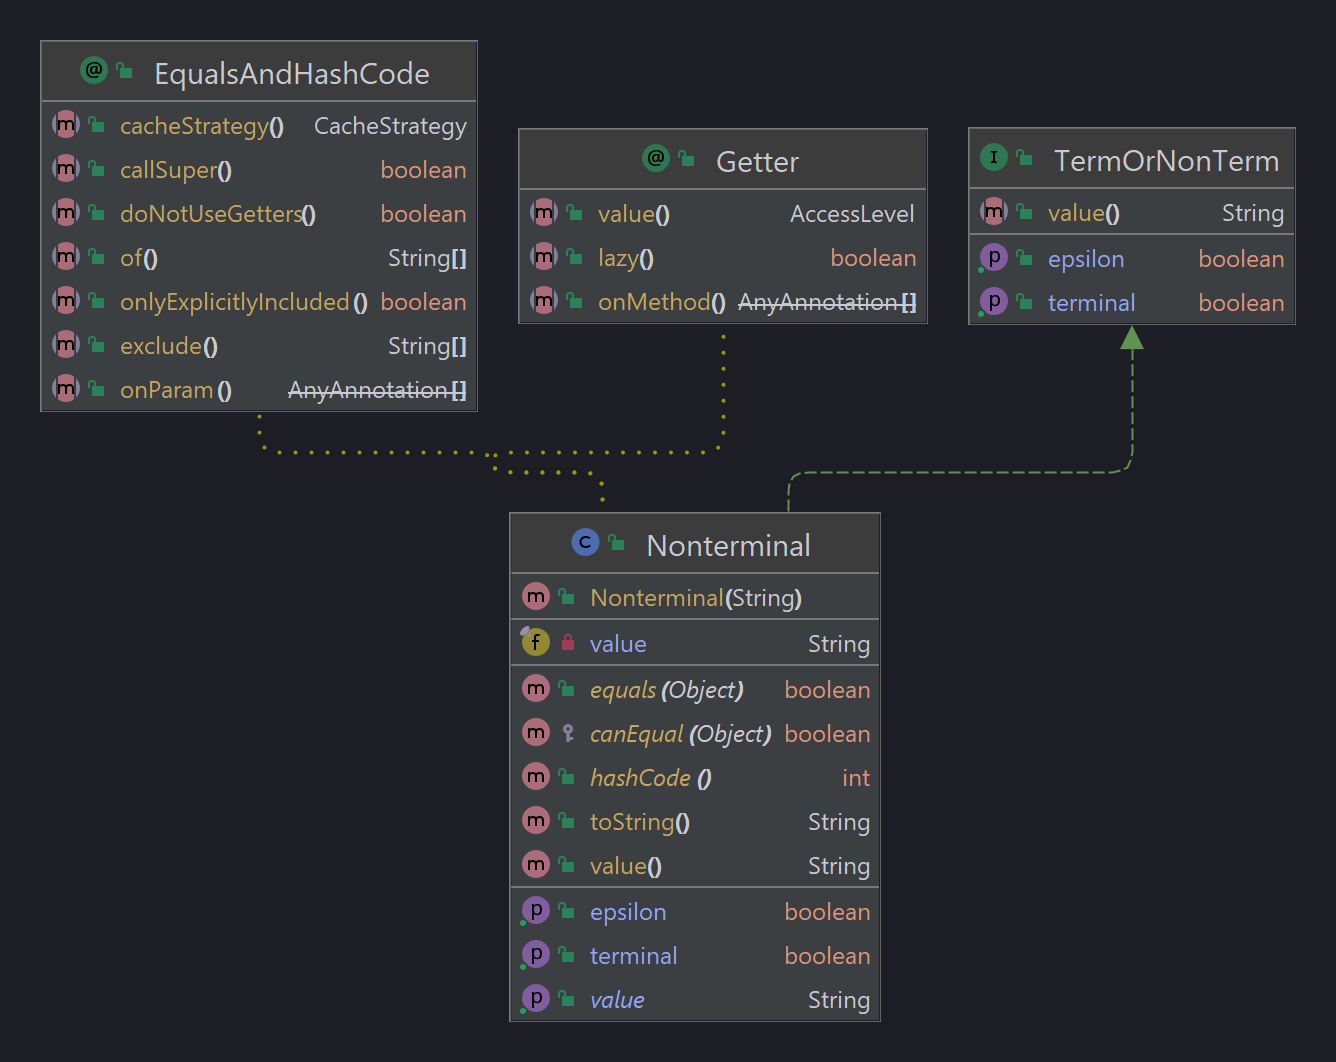 @ EqualsAndHashCode
m cacheStrategy() CacheStrategy
m callSuper() boolean
m doNotUseGetters() boolean
m of() String[]
m onlyExplicitlyIncluded() boolean
m exclude() String[]
m onParam() AnyAnnotation[]
@ Getter
m value() AccessLevel
m lazy() boolean
m onMethod() AnyAnnotation[]
I TermOrNonTerm
m value() String
p epsilon boolean
p terminal boolean
C Nonterminal
m Nonterminal(String)
f value String
m equals(Object) boolean
m canEqual(Object) boolean
m hashCode() int
m toString() String
m value() String
p epsilon boolean
p terminal boolean
p value String